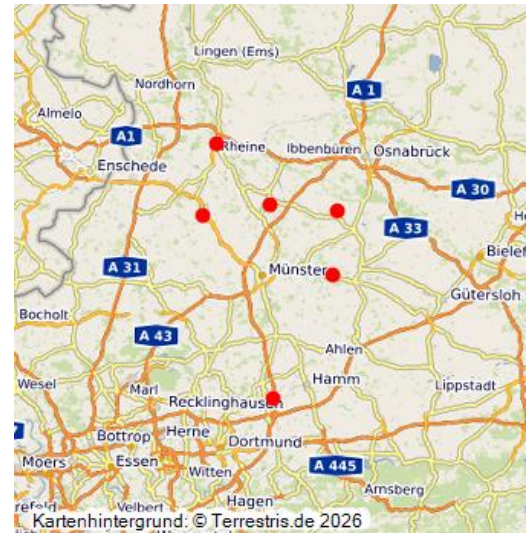 Lingen (Ems)
Nordhorn
A 1
Almelo
A1
Rheine
Ibbenbüren
Osnabrück
Enschede
A 30
A 33
Bielef
A 31
Münster
Gütersloh
Bocholt
A 43
Ahlen
Wesel
Marl
Hamm
Lippstadt
Recklinghausen
Bottrop
Herne
Dortmund
Moers
Essen
Witten
A 445
Arnsberg
Hagen
refeld
Velbert
Kartenhintergrund: © Terrestris.de 2026